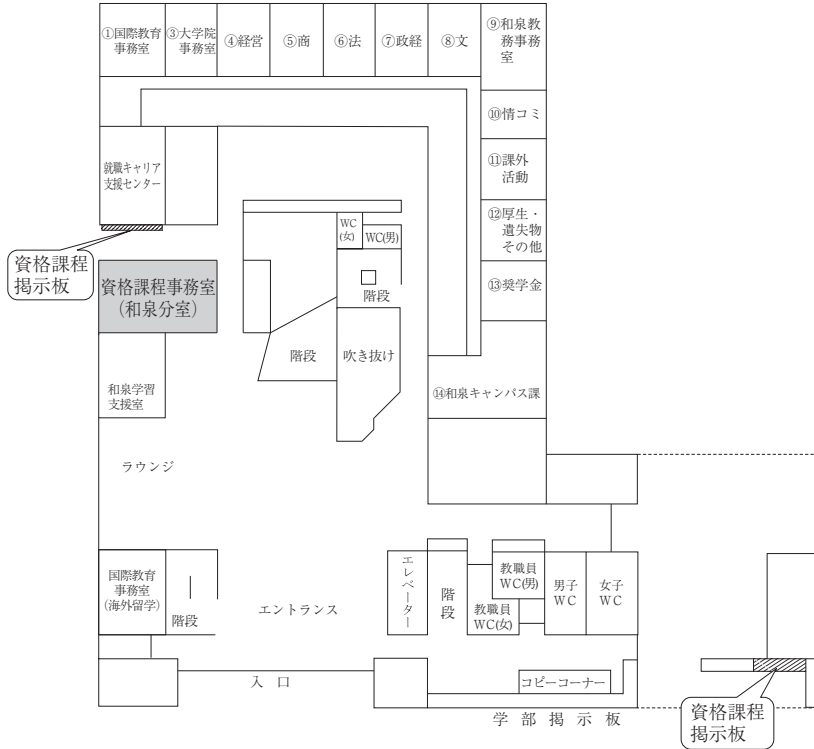 ①国際教育
事務室
③大学院
事務室
④経営
⑤商
⑥法
⑦政経
⑧文
⑨和泉教
務事務
室
⑩情コミ
⑪課外
活動
⑫厚生・
遺失物
その他
⑬奨学金
⑭和泉キャンパス課
就職キャリア
支援センター
資格課程
掲示板
資格課程事務室
(和泉分室)
和泉学習
支援室
WC
(女)
WC(男)
階段
階段
吹き抜け
ラウンジ
国際教育
事務室
(海外留学)
階段
エントランス
エレベーター
階段
教職員
WC(男)
教職員
WC(女)
男子
WC
女子
WC
入口
コピーコーナー
学部掲示板
資格課程
掲示板